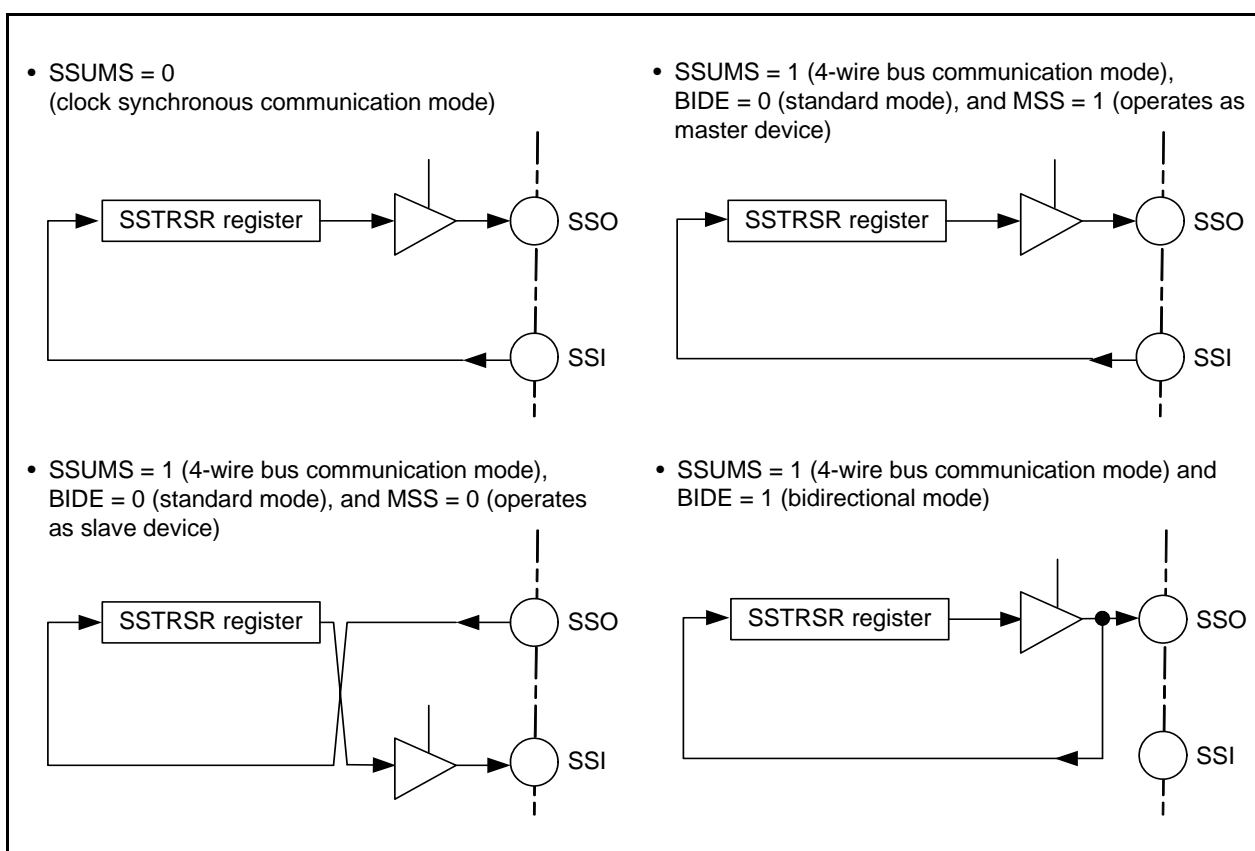 • SSUMS = 0
(clock synchronous communication mode)
SSTRSR register
SSO
SSI
• SSUMS = 1 (4-wire bus communication mode),
BIDE = 0 (standard mode), and MSS = 1 (operates as
master device)
SSTRSR register
SSO
SSI
• SSUMS = 1 (4-wire bus communication mode),
BIDE = 0 (standard mode), and MSS = 0 (operates
as slave device)
SSTRSR register
SSO
SSI
• SSUMS = 1 (4-wire bus communication mode) and
BIDE = 1 (bidirectional mode)
SSTRSR register
SSO
SSI